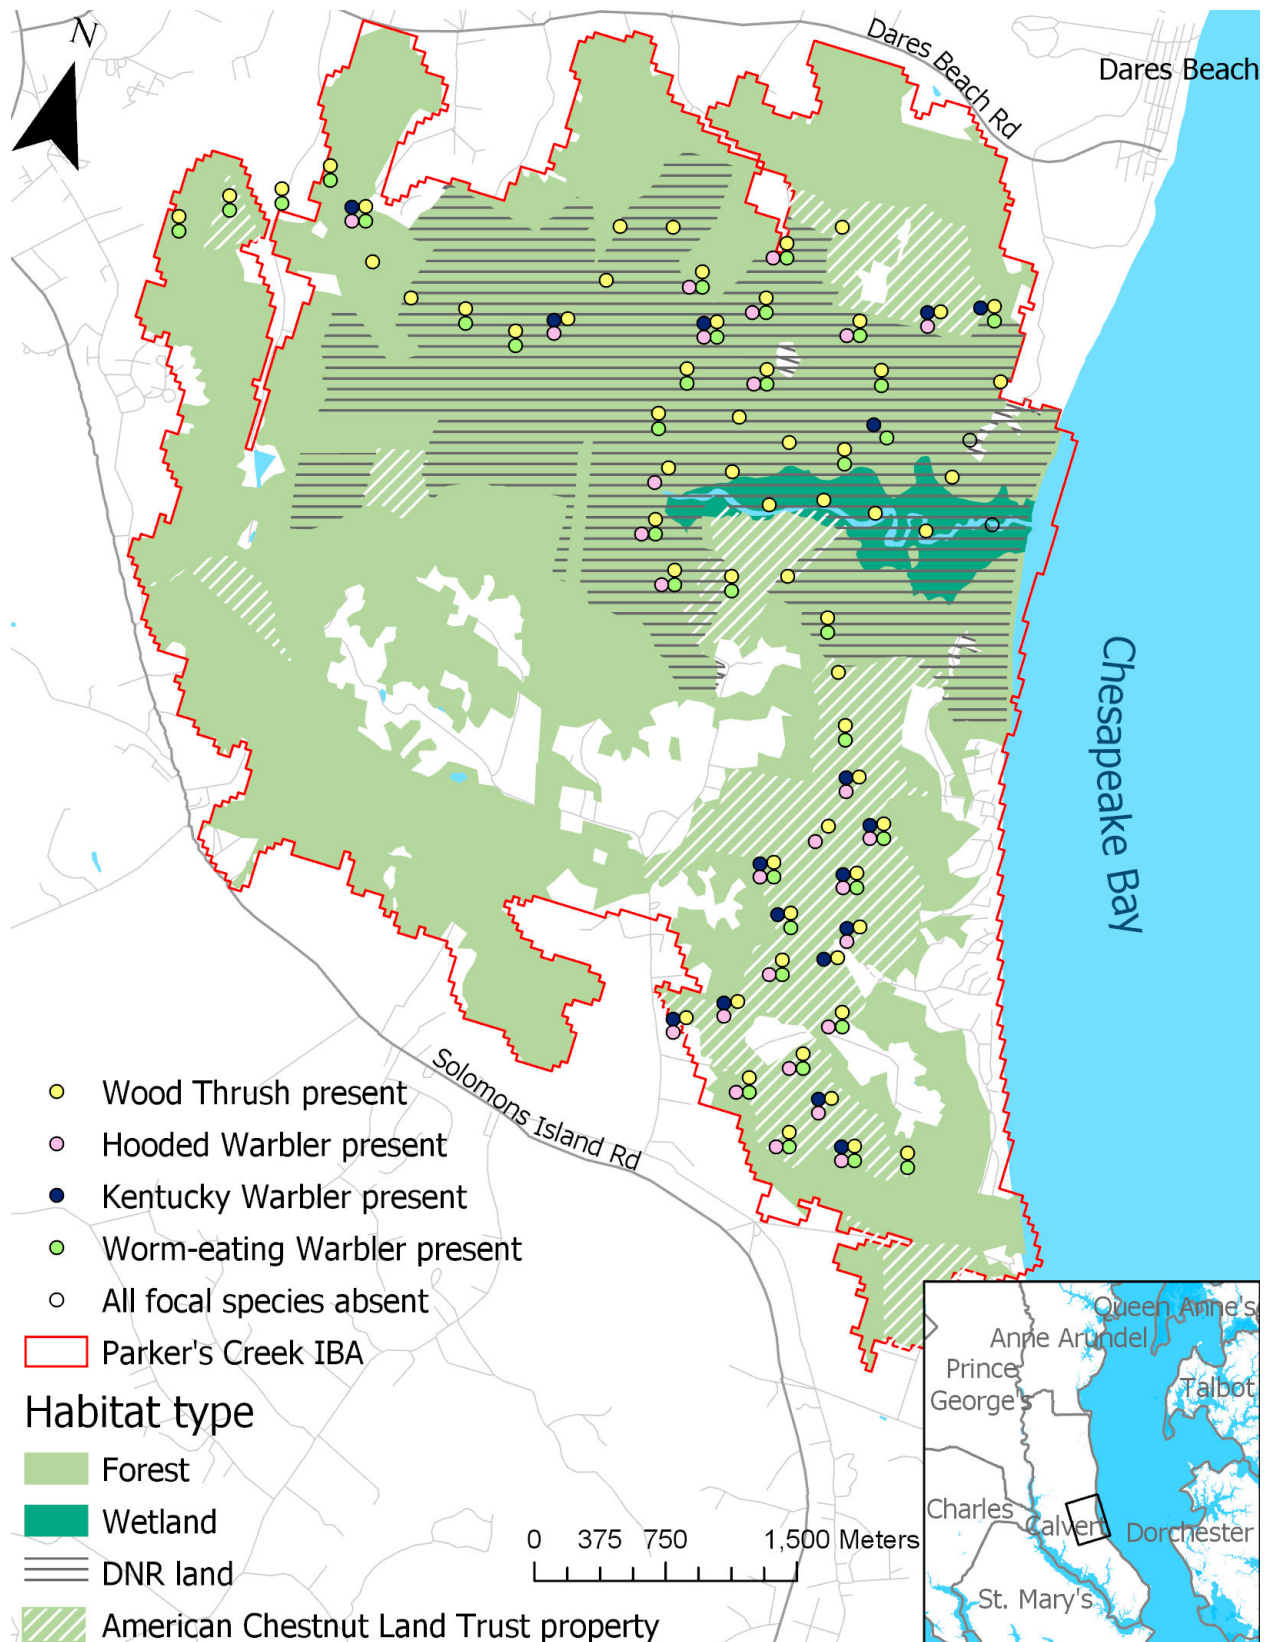 N
Dares Beach Rd
Dares Beach
Chesapeake Bay
Solomons Island Rd
Wood Thrush present
Hooded Warbler present
Kentucky Warbler present
Worm-eating Warbler present
All focal species absent
Parker's Creek IBA
Habitat type
Forest
Wetland
DNR land
American Chestnut Land Trust property
0 375 750 1,500 Meters
Queen Anne's
Anne Arundel
Prince
George's
Talbot
Charles
Calvert
Dorchester
St. Mary's